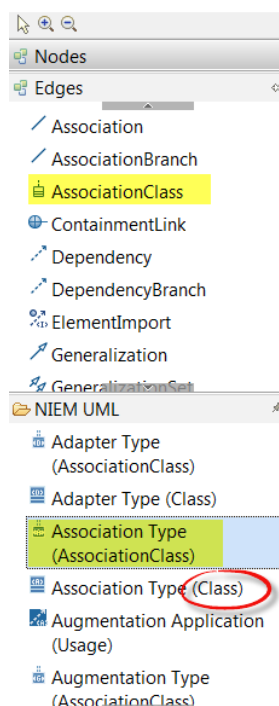 Nodes
Edges
Association
AssociationBranch
AssociationClass
ContainmentLink
Dependency
DependencyBranch
ElementImport
Generalization
GeneralizationSet
NIEM UML
Adapter Type
(AssociationClass)
Adapter Type (Class)
Association Type
(AssociationClass)
Association Type (Class)
Augmentation Application
(Usage)
Augmentation Type
(AssociationClass)